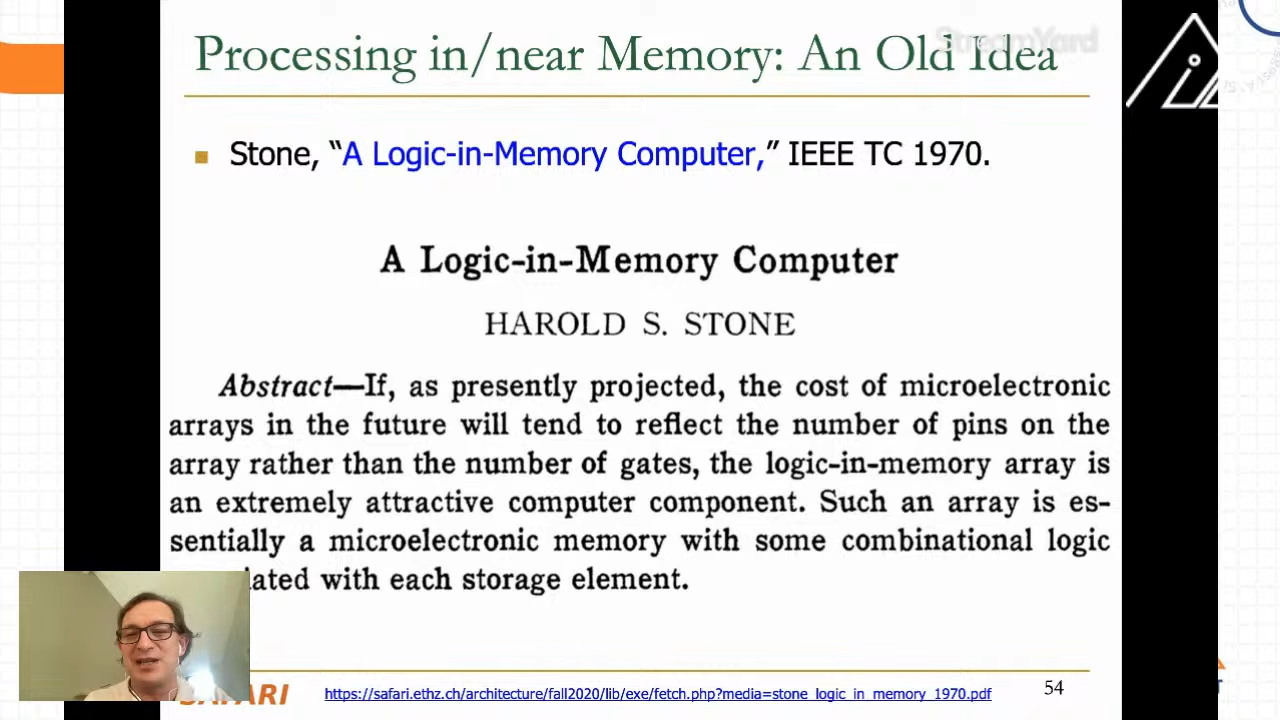 Processing in/near Memory: An Old Idea
StreamYard
Stone, “A Logic-in-Memory Computer,” IEEE TC 1970.
A Logic-in-Memory Computer
HAROLD S. STONE
Abstract—If, as presently projected, the cost of microelectronic
arrays in the future will tend to reflect the number of pins on the
array rather than the number of gates, the logic-in-memory array is
an extremely attractive computer component. Such an array is es-
sentially a microelectronic memory with some combinational logic
with each storage element.
SAFARI
https://safari.ethz.ch/architecture/fall2020/lib/exe/fetch.php?media=stone_logic_in_memory_1970.pdf
54